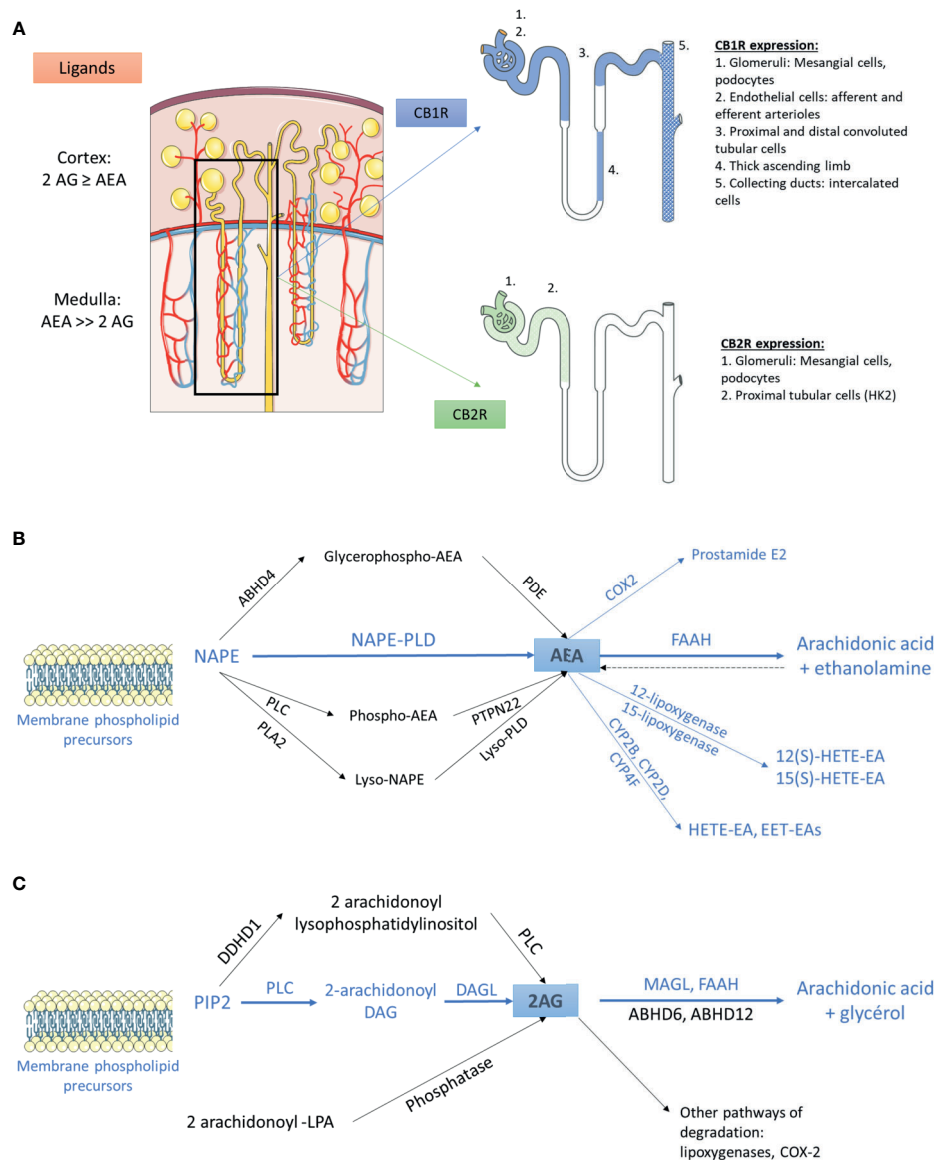 A
Ligands
Cortex:
2 AG ≥ AEA
Medulla:
AEA >> 2 AG
CB1R
CB2R
1.
2.
3.
4.
5.
CB1R expression:
1. Glomeruli: Mesangial cells,
podocytes
2. Endothelial cells: afferent and
efferent arterioles
3. Proximal and distal convoluted
tubular cells
4. Thick ascending limb
5. Collecting ducts: intercalated
cells
1.
2.
CB2R expression:
1. Glomeruli: Mesangial cells,
podocytes
2. Proximal tubular cells (HK2)
B
Membrane phospholipid
precursors
NAPE
ABHD4
Glycerophospho-AEA
PDE
NAPE-PLD
PLC
Phospho-AEA
PTPN22
PLA2
Lyso-NAPE
Lyso-PLD
AEA
COX2
Prostamide E2
FAAH
Arachidonic acid
+ ethanolamine
12-lipoxygenase
15-lipoxygenase
12(S)-HETE-EA
15(S)-HETE-EA
CYP2B, CYP2D,
CYP4F
HETE-EA, EET-EAs
C
Membrane phospholipid
precursors
PIP2
DDHD1
2 arachidonoyl
lysophosphatidylinositol
PLC
PLC
2-arachidonoyl
DAG
DAGL
2AG
2 arachidonoyl -LPA
Phosphatase
MAGL, FAAH
ABHD6, ABHD12
Arachidonic acid
+ glycérol
Other pathways of
degradation:
lipoxygenases, COX-2